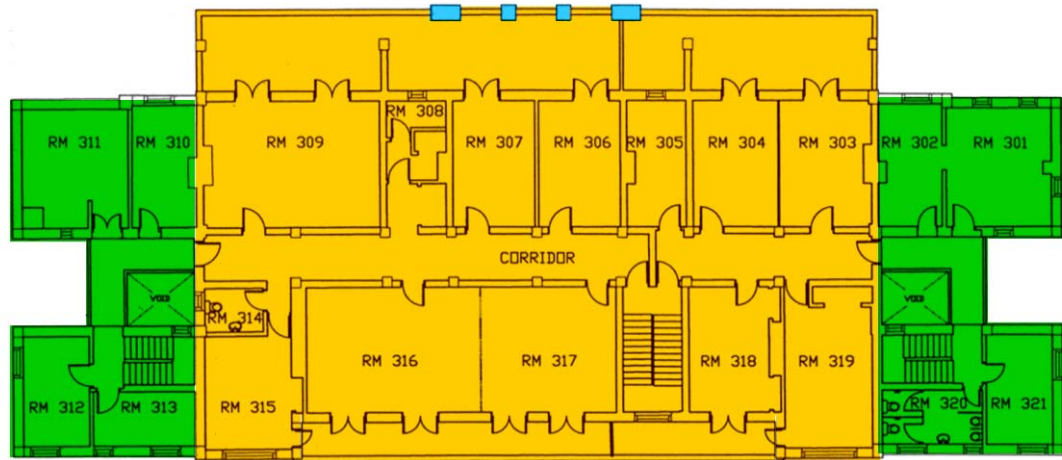 RM 308
RM 311
RM 310
RM 309
RM 307
RM 306
RM 305
RM 304
RM 303
RM 302
RM 301
CORRIDOR
VOID
VOID
RM 314
RM 316
RM 317
RM 318
RM 319
RM 312
RM 313
RM 315
RM 320
RM 321